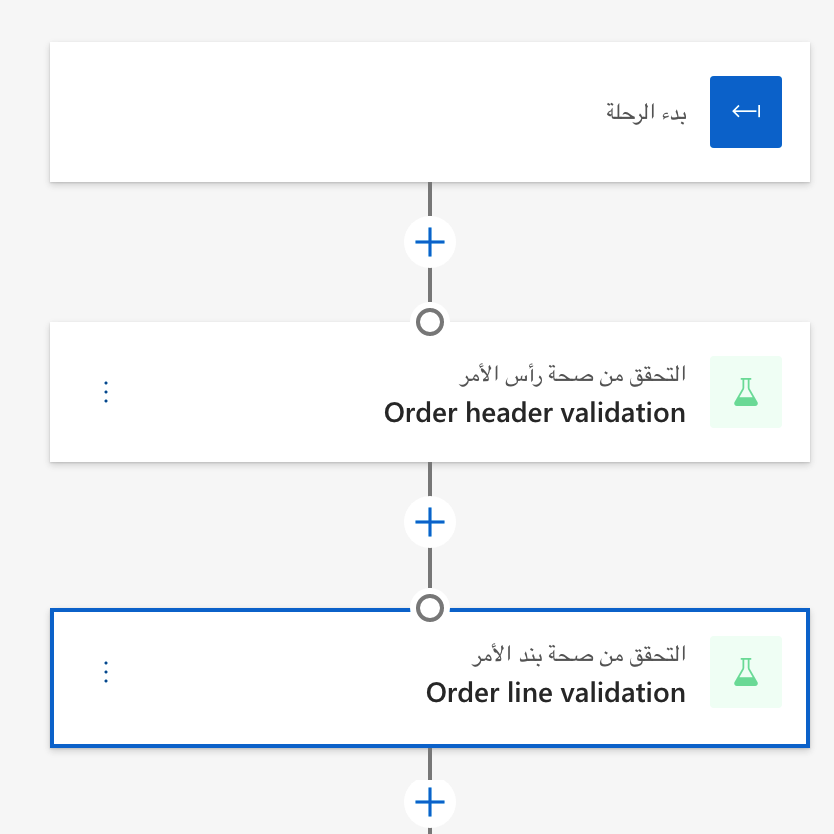 بدء الرحلة
التحقق من صحة رأس الأمر
Order header validation
التحقق من صحة بند الأمر
Order line validation